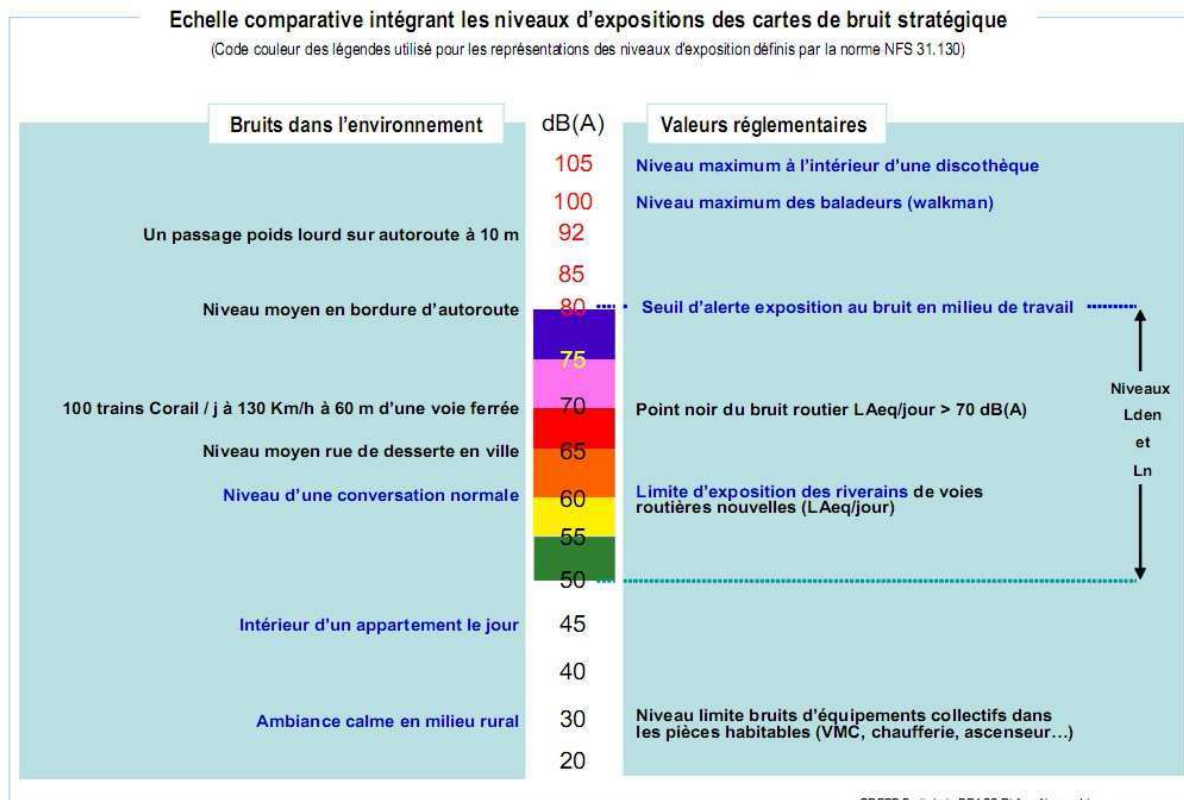 Echelle comparative intégrant les niveaux d'expositions des cartes de bruit stratégique
(Code couleur des légendes utilisé pour les représentations des niveaux d'exposition définis par la norme NFS 31.130)
Bruits dans l'environnement
dB(A)
Valeurs réglementaires
105
Niveau maximum à l'intérieur d'une discothèque
100
Niveau maximum des baladeurs (walkman)
Un passage poids lourd sur autoroute à 10 m
92
85
Niveau moyen en bordure d'autoroute
80
Seuil d'alerte exposition au bruit en milieu de travail
75
100 trains Corail / j à 130 Km/h à 60 m d'une voie ferrée
70
Point noir du bruit routier LAeq/jour > 70 dB(A)
Niveaux
Lden
et
Ln
Niveau moyen rue de desserte en ville
65
Niveau d'une conversation normale
60
Limite d'exposition des riverains de voies
routières nouvelles (LAeq/jour)
55
50
Intérieur d'un appartement le jour
45
40
Ambiance calme en milieu rural
30
Niveau limite bruits d'équipements collectifs dans
les pièces habitables (VMC, chaufferie, ascenseur...)
20